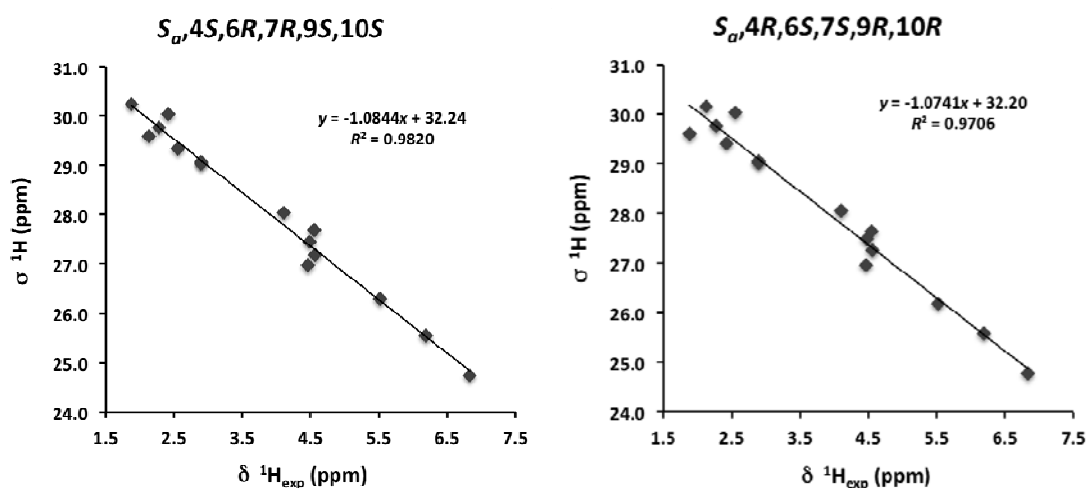 Sₐ,4S,6R,7R,9S,10S
31.0
30.0
29.0
28.0
27.0
26.0
25.0
24.0
σ ¹H (ppm)
y = -1.0844x + 32.24
R² = 0.9820
1.5 2.5 3.5 4.5 5.5 6.5 7.5
δ ¹Hₑₓₚ (ppm)
Sₐ,4R,6S,7S,9R,10R
31.0
30.0
29.0
28.0
27.0
26.0
25.0
24.0
σ ¹H (ppm)
y = -1.0741x + 32.20
R² = 0.9706
1.5 2.5 3.5 4.5 5.5 6.5 7.5
δ ¹Hₑₓₚ (ppm)